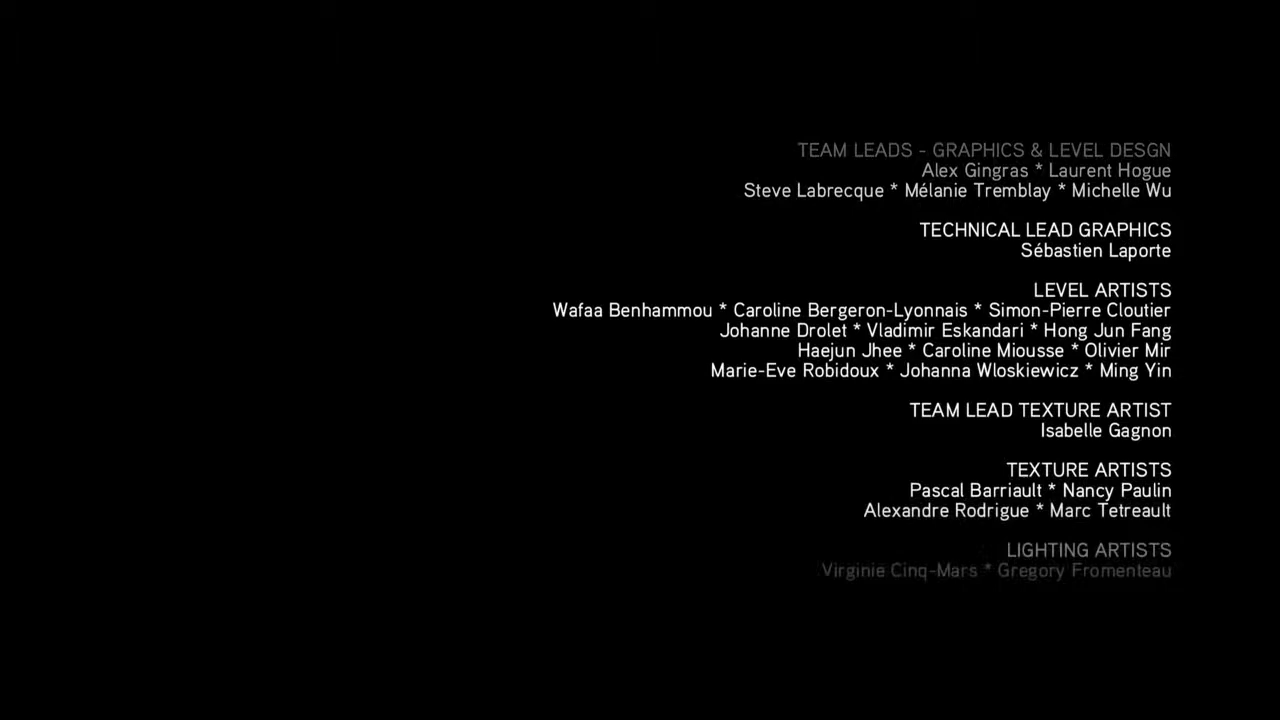 TEAM LEADS - GRAPHICS & LEVEL DESGN
Alex Gingras * Laurent Hogue
Steve Labrecque * Mélanie Tremblay * Michelle Wu
TECHNICAL LEAD GRAPHICS
Sébastien Laporte
LEVEL ARTISTS
Wafaa Benhammou * Caroline Bergeron-Lyonnais * Simon-Pierre Cloutier
Johanne Drolet * Vladimir Eskandari * Hong Jun Fang
Haejun Jhee * Caroline Miousse * Olivier Mir
Marie-Eve Robidoux * Johanna Wloskiewicz * Ming Yin
TEAM LEAD TEXTURE ARTIST
Isabelle Gagnon
TEXTURE ARTISTS
Pascal Barriault * Nancy Paulin
Alexandre Rodrigue * Marc Tetreault
LIGHTING ARTISTS
Virginie Cinq-Mars * Gregory Fromenteau